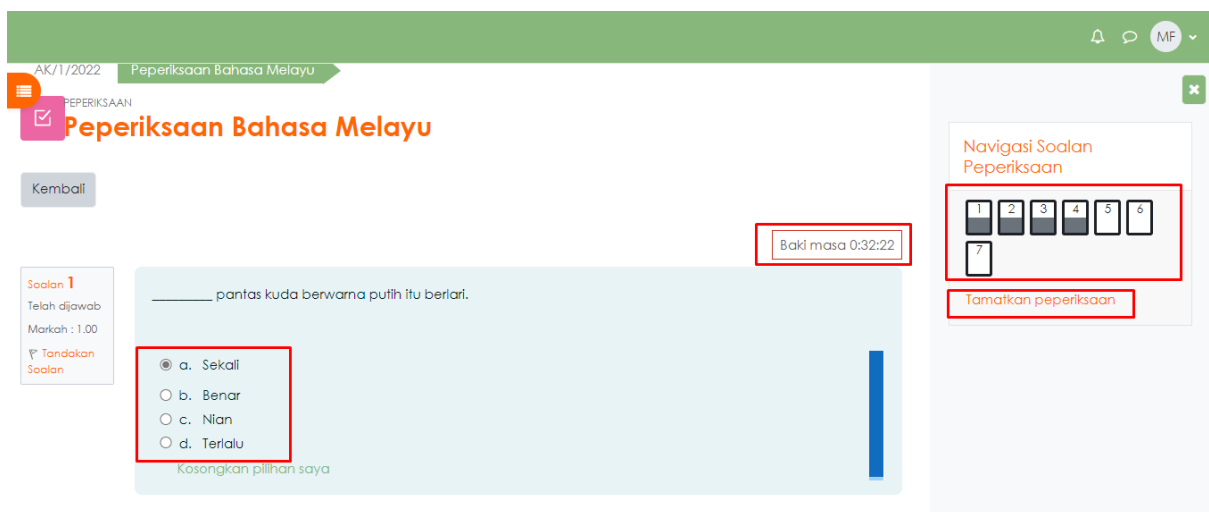 MF
AK/1/2022 Peperiksaan Bahasa Melayu
PEPERIKSAAN
Peperiksaan Bahasa Melayu
Kembali
Baki masa 0:32:22
Soalan 1
Telah dijawab
Markah : 1.00
Tandakan
Soalan
_________ pantas kuda berwarna putih itu berlari.
a. Sekali
b. Benar
c. Nian
d. Terlalu
Kosongkan pilihan saya
Navigasi Soalan
Peperiksaan
1 2 3 4 5 6
7
Tamatkan peperiksaan